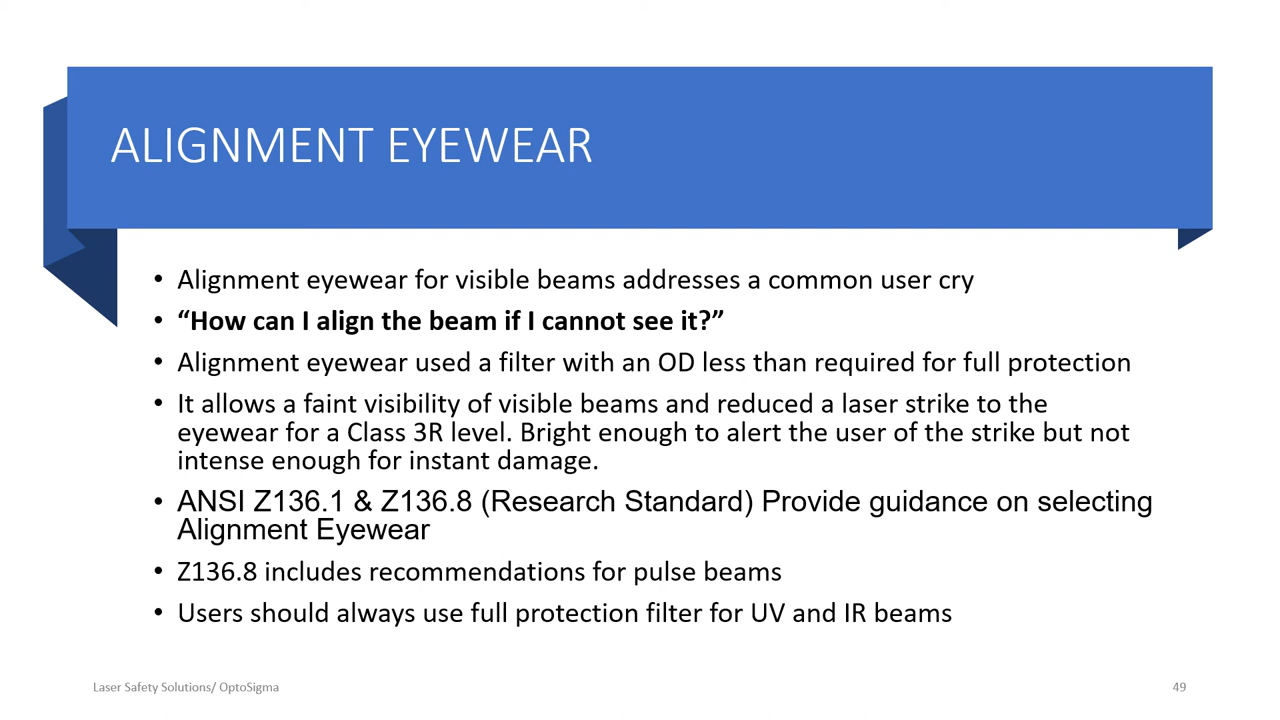 ALIGNMENT EYEWEAR
• Alignment eyewear for visible beams addresses a common user cry
• “How can I align the beam if I cannot see it?”
• Alignment eyewear used a filter with an OD less than required for full protection
• It allows a faint visibility of visible beams and reduced a laser strike to the
eyewear for a Class 3R level. Bright enough to alert the user of the strike but not
intense enough for instant damage.
• ANSI Z136.1 & Z136.8 (Research Standard) Provide guidance on selecting
Alignment Eyewear
• Z136.8 includes recommendations for pulse beams
• Users should always use full protection filter for UV and IR beams
Laser Safety Solutions/ OptoSigma
49